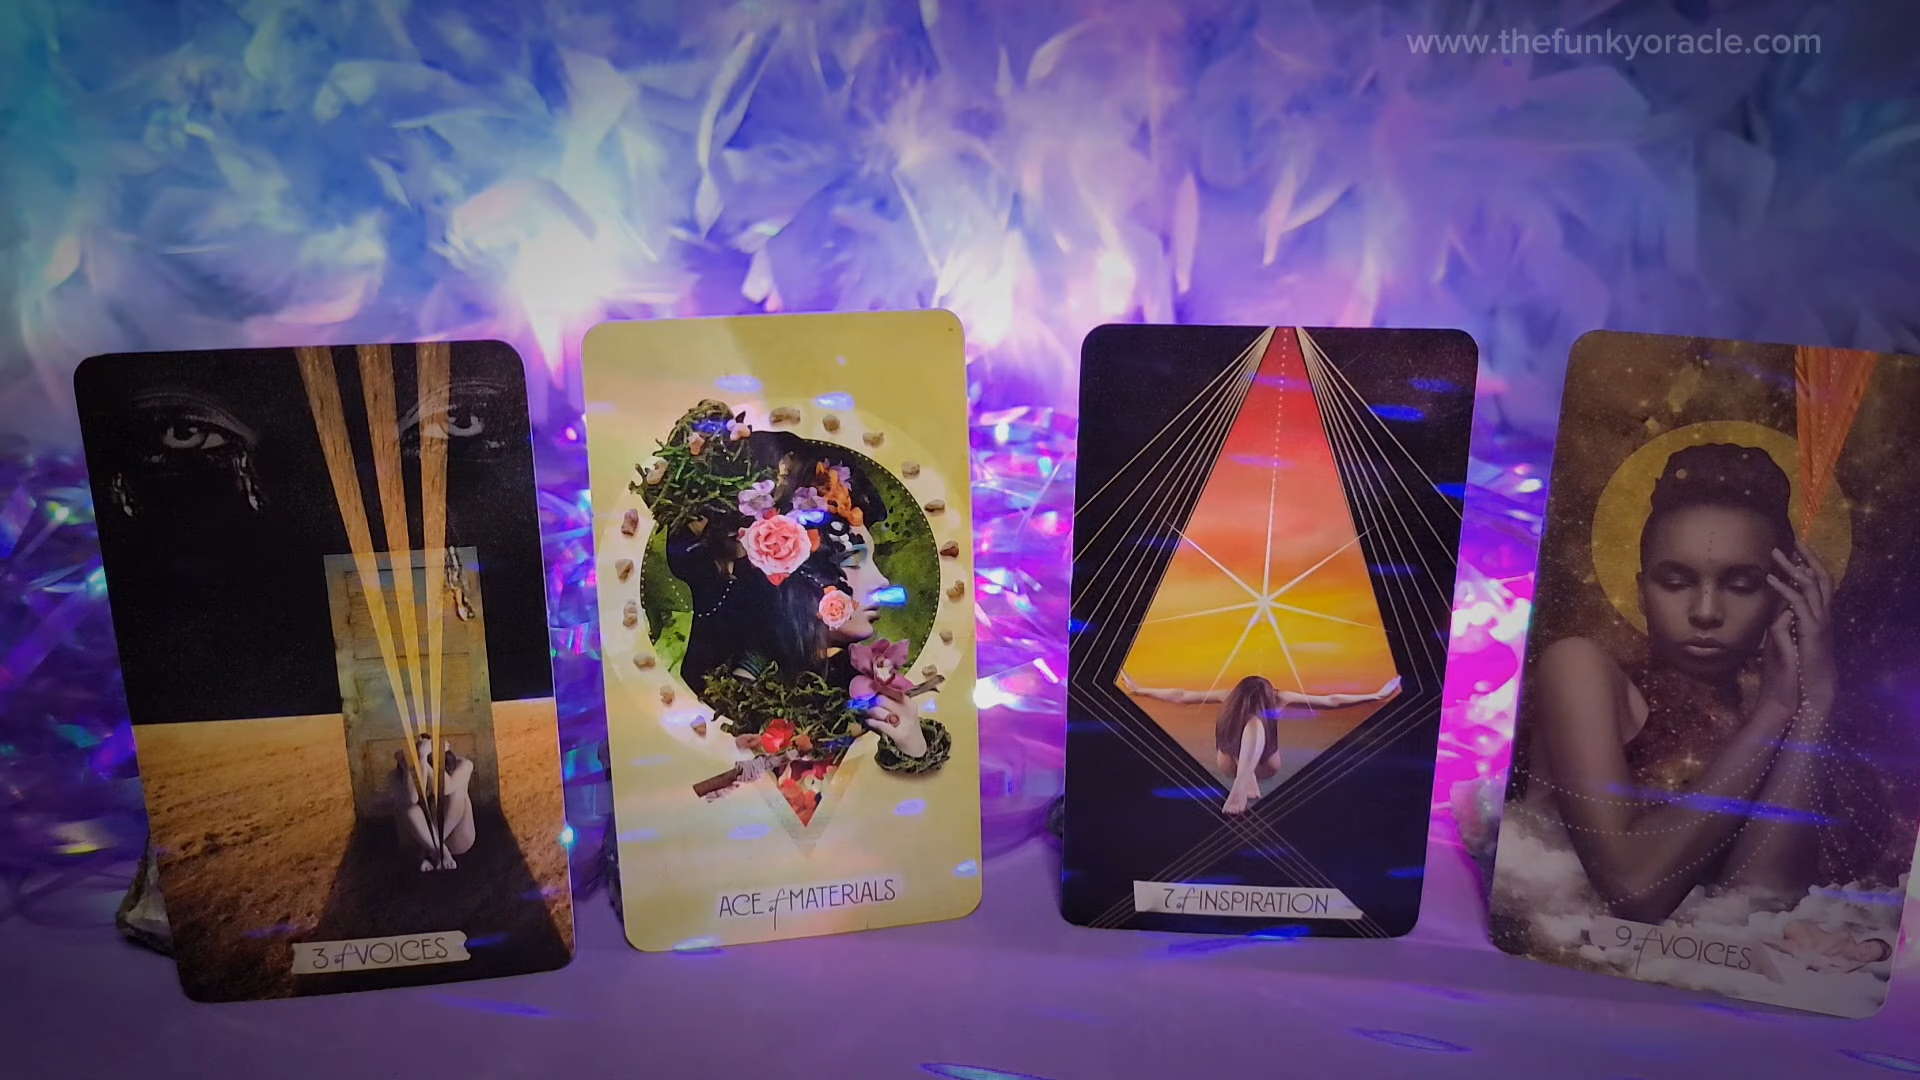 www.thefunkyoracle.com
3 of VOICES
ACE of MATERIALS
7 of INSPIRATION
9 of VOICES